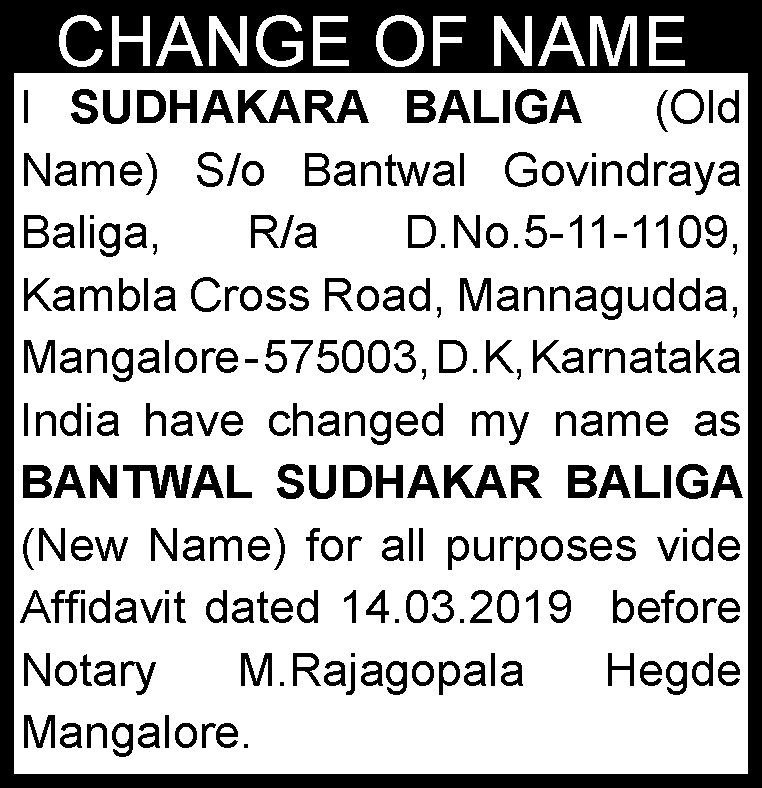 CHANGE OF NAME
I SUDHAKARA BALIGA (Old
Name) S/o Bantwal Govindraya
Baliga, R/a D.No.5-11-1109,
Kambla Cross Road, Mannagudda,
Mangalore-575003, D.K, Karnataka
India have changed my name as
BANTWAL SUDHAKAR BALIGA
(New Name) for all purposes vide
Affidavit dated 14.03.2019 before
Notary M.Rajagopala Hegde
Mangalore.